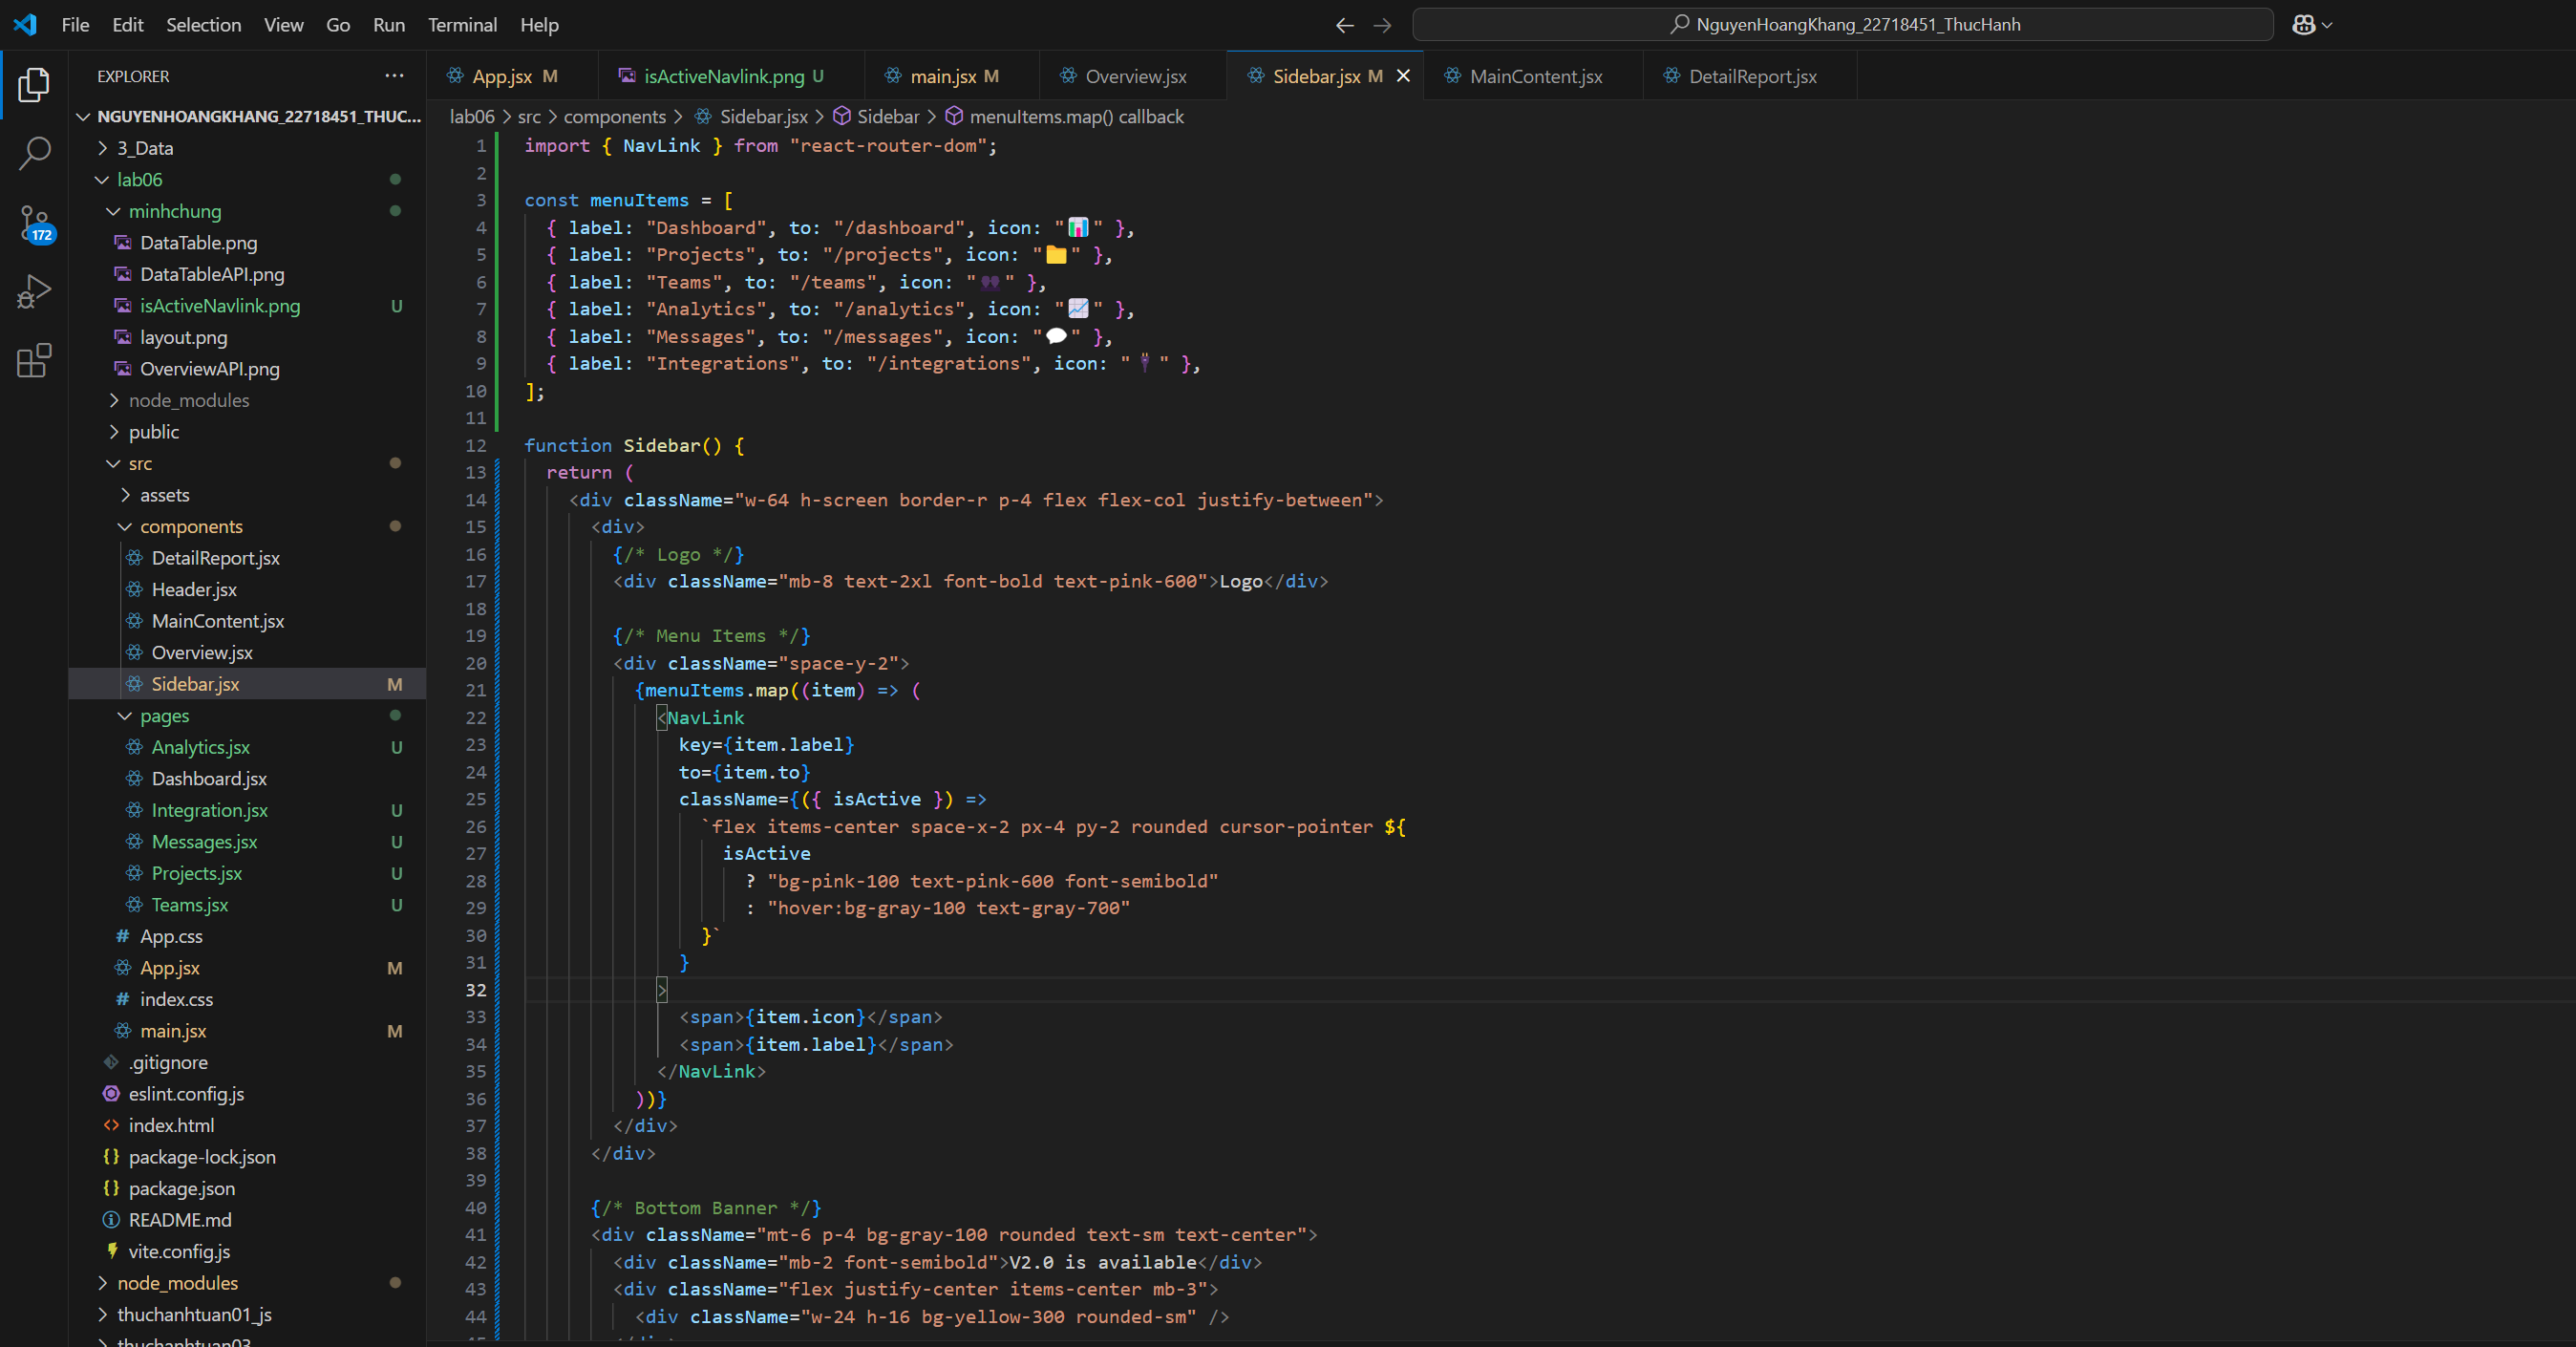 File Edit Selection View Go Run Terminal Help
NguyenHoangKhang_22718451_ThucHanh
EXPLORER
NGUYENHOANGKHANG_22718451_THUC...
3_Data
lab06
minhchung
DataTable.png
DataTableAPI.png
isActiveNavlink.png U
layout.png
OverviewAPI.png
node_modules
public
src
assets
components
DetailReport.jsx
Header.jsx
MainContent.jsx
Overview.jsx
Sidebar.jsx M
pages
Analytics.jsx U
Dashboard.jsx
Integration.jsx U
Messages.jsx U
Projects.jsx U
Teams.jsx U
App.css
App.jsx M
index.css
main.jsx M
.gitignore
eslint.config.js
index.html
package-lock.json
package.json
README.md
vite.config.js
node_modules
thuchanhtuan01_js
thuchanhtuan03
172
App.jsx M isActiveNavlink.png U main.jsx M Overview.jsx Sidebar.jsx M MainContent.jsx DetailReport.jsx
lab06 > src > components > Sidebar.jsx > Sidebar > menuItems.map() callback
1 import { NavLink } from "react-router-dom";
2
3 const menuItems = [
4 { label: "Dashboard", to: "/dashboard", icon: "📊" },
5 { label: "Projects", to: "/projects", icon: "📁" },
6 { label: "Teams", to: "/teams", icon: "👥" },
7 { label: "Analytics", to: "/analytics", icon: "📈" },
8 { label: "Messages", to: "/messages", icon: "💬" },
9 { label: "Integrations", to: "/integrations", icon: "🔌" },
10 ];
11
12 function Sidebar() {
13 return (
14 <div className="w-64 h-screen border-r p-4 flex flex-col justify-between">
15 <div>
16 {/* Logo */}
17 <div className="mb-8 text-2xl font-bold text-pink-600">Logo</div>
18
19 {/* Menu Items */}
20 <div className="space-y-2">
21 {menuItems.map((item) => (
22 <NavLink
23 key={item.label}
24 to={item.to}
25 className={({ isActive }) =>
26 `flex items-center space-x-2 px-4 py-2 rounded cursor-pointer ${
27 isActive
28 ? "bg-pink-100 text-pink-600 font-semibold"
29 : "hover:bg-gray-100 text-gray-700"
30 }`
31 }
32 >
33 <span>{item.icon}</span>
34 <span>{item.label}</span>
35 </NavLink>
36 ))}
37 </div>
38 </div>
39
40 {/* Bottom Banner */}
41 <div className="mt-6 p-4 bg-gray-100 rounded text-sm text-center">
42 <div className="mb-2 font-semibold">V2.0 is available</div>
43 <div className="flex justify-center items-center mb-3">
44 <div className="w-24 h-16 bg-yellow-300 rounded-sm" />
45 </div>